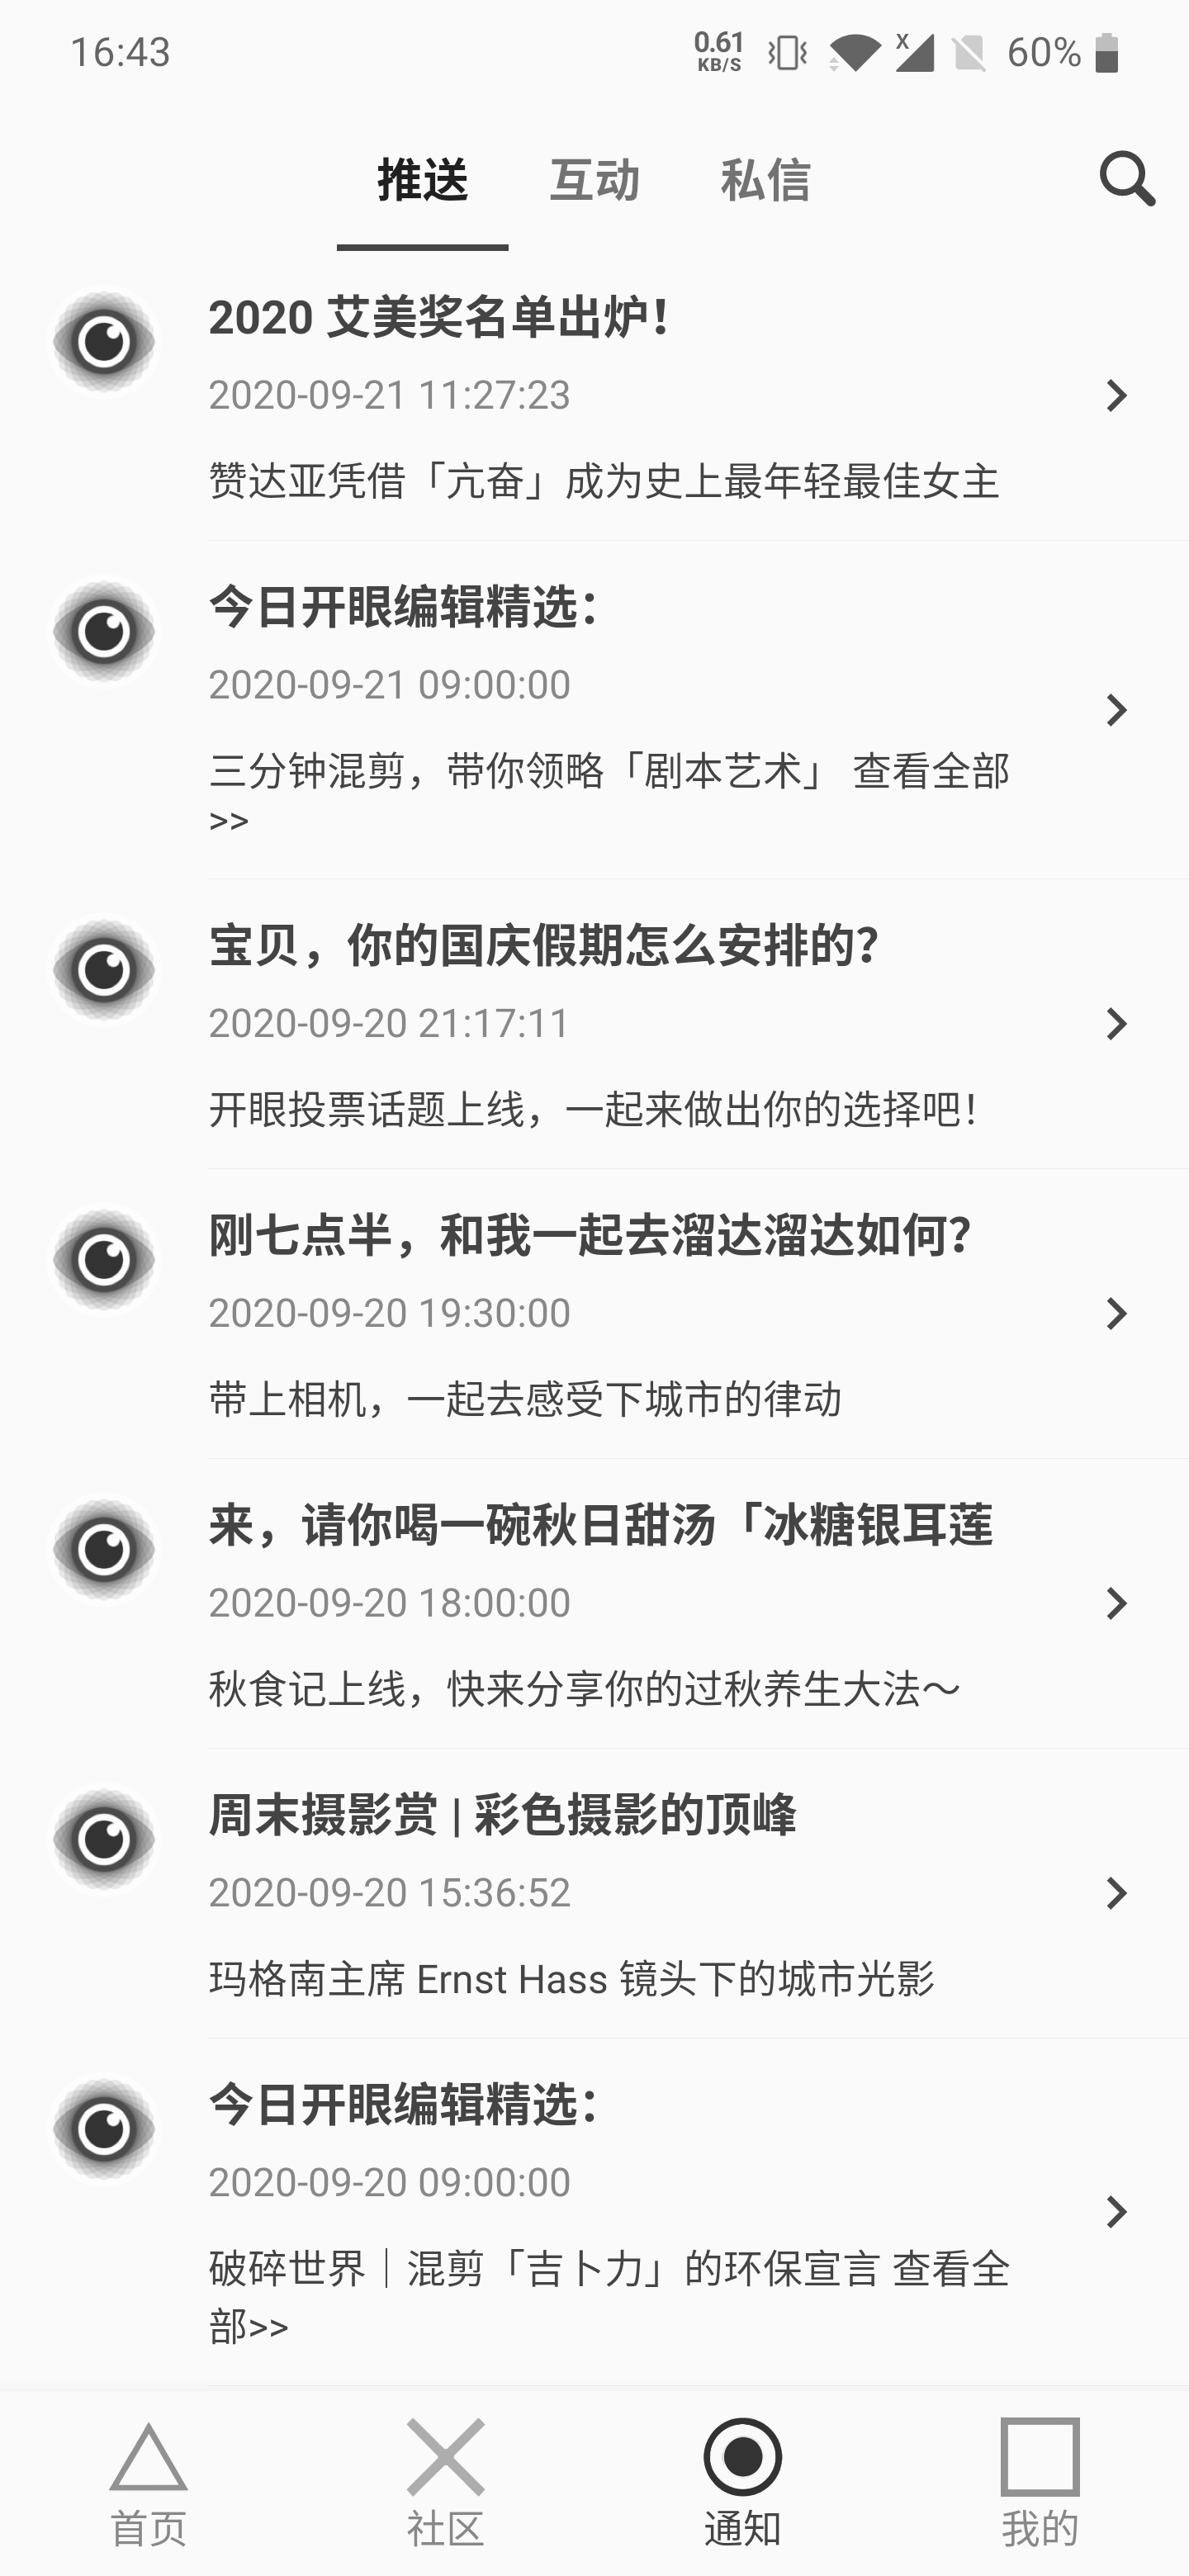 16:43
0.61
KB/S
X
60%
推送 互动 私信
2020 艾美奖名单出炉！
2020-09-21 11:27:23
赞达亚凭借「亢奋」成为史上最年轻最佳女主
今日开眼编辑精选：
2020-09-21 09:00:00
三分钟混剪，带你领略「剧本艺术」 查看全部
>>
宝贝，你的国庆假期怎么安排的？
2020-09-20 21:17:11
开眼投票话题上线，一起来做出你的选择吧！
刚七点半，和我一起去溜达溜达如何？
2020-09-20 19:30:00
带上相机，一起去感受下城市的律动
来，请你喝一碗秋日甜汤「冰糖银耳莲
2020-09-20 18:00:00
秋食记上线，快来分享你的过秋养生大法～
周末摄影赏 | 彩色摄影的顶峰
2020-09-20 15:36:52
玛格南主席 Ernst Hass 镜头下的城市光影
今日开眼编辑精选：
2020-09-20 09:00:00
破碎世界｜混剪「吉卜力」的环保宣言 查看全
部>>
首页 社区 通知 我的